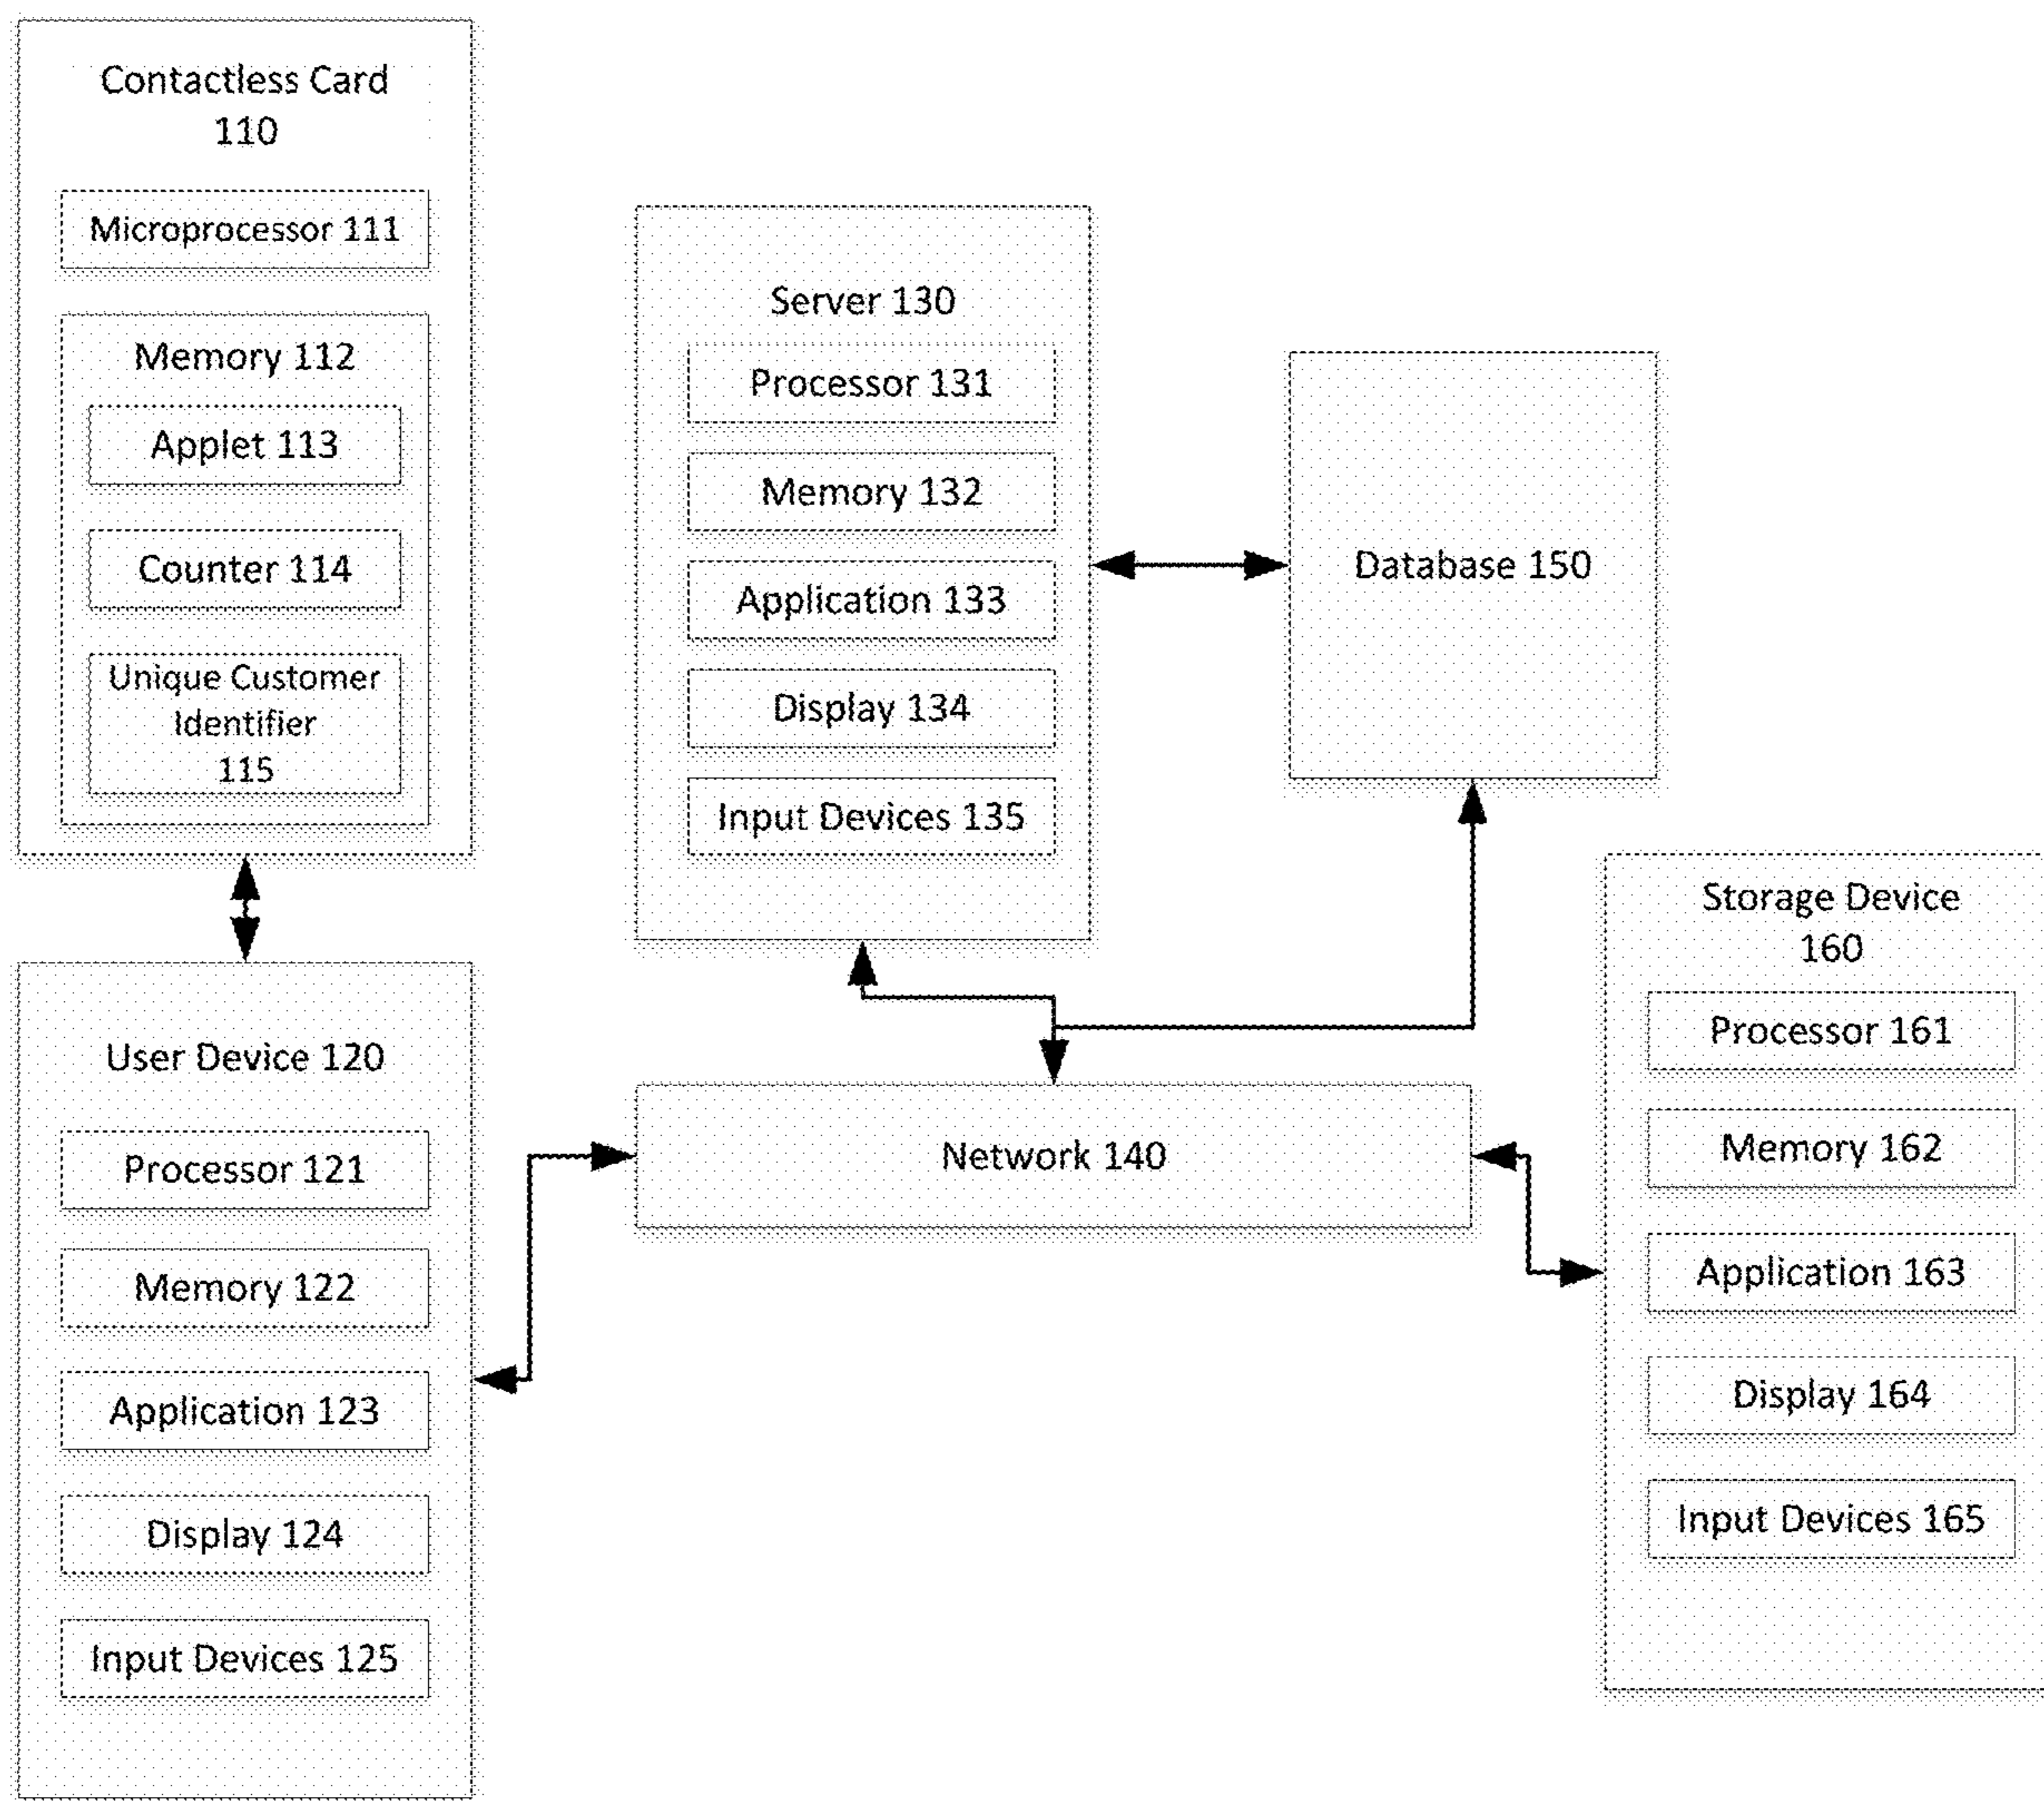 Contactless Card
110
Microprocessor 111
Memory 112
Applet 113
Counter 114
Unique Customer
Identifier
115
User Device 120
Processor 121
Memory 122
Application 123
Display 124
Input Devices 125
Server 130
Processor 131
Memory 132
Application 133
Display 134
Input Devices 135
Database 150
Network 140
Storage Device
160
Processor 161
Memory 162
Application 163
Display 164
Input Devices 165